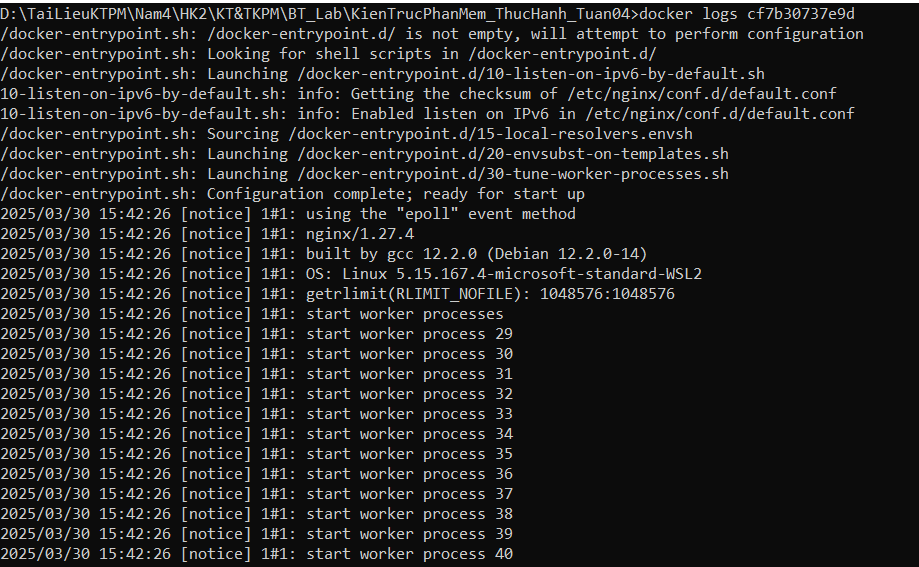 D:\TaiLieuKTPM\Nam4\HK2\KT&TKPM\BT_Lab\KienTrucPhanMem_ThucHanh_Tuan04>docker logs cf7b30737e9d
/docker-entrypoint.sh: /docker-entrypoint.d/ is not empty, will attempt to perform configuration
/docker-entrypoint.sh: Looking for shell scripts in /docker-entrypoint.d/
/docker-entrypoint.sh: Launching /docker-entrypoint.d/10-listen-on-ipv6-by-default.sh
10-listen-on-ipv6-by-default.sh: info: Getting the checksum of /etc/nginx/conf.d/default.conf
10-listen-on-ipv6-by-default.sh: info: Enabled listen on IPv6 in /etc/nginx/conf.d/default.conf
/docker-entrypoint.sh: Sourcing /docker-entrypoint.d/15-local-resolvers.envsh
/docker-entrypoint.sh: Launching /docker-entrypoint.d/20-envsubst-on-templates.sh
/docker-entrypoint.sh: Launching /docker-entrypoint.d/30-tune-worker-processes.sh
/docker-entrypoint.sh: Configuration complete; ready for start up
2025/03/30 15:42:26 [notice] 1#1: using the "epoll" event method
2025/03/30 15:42:26 [notice] 1#1: nginx/1.27.4
2025/03/30 15:42:26 [notice] 1#1: built by gcc 12.2.0 (Debian 12.2.0-14)
2025/03/30 15:42:26 [notice] 1#1: OS: Linux 5.15.167.4-microsoft-standard-WSL2
2025/03/30 15:42:26 [notice] 1#1: getrlimit(RLIMIT_NOFILE): 1048576:1048576
2025/03/30 15:42:26 [notice] 1#1: start worker processes
2025/03/30 15:42:26 [notice] 1#1: start worker process 29
2025/03/30 15:42:26 [notice] 1#1: start worker process 30
2025/03/30 15:42:26 [notice] 1#1: start worker process 31
2025/03/30 15:42:26 [notice] 1#1: start worker process 32
2025/03/30 15:42:26 [notice] 1#1: start worker process 33
2025/03/30 15:42:26 [notice] 1#1: start worker process 34
2025/03/30 15:42:26 [notice] 1#1: start worker process 35
2025/03/30 15:42:26 [notice] 1#1: start worker process 36
2025/03/30 15:42:26 [notice] 1#1: start worker process 37
2025/03/30 15:42:26 [notice] 1#1: start worker process 38
2025/03/30 15:42:26 [notice] 1#1: start worker process 39
2025/03/30 15:42:26 [notice] 1#1: start worker process 40